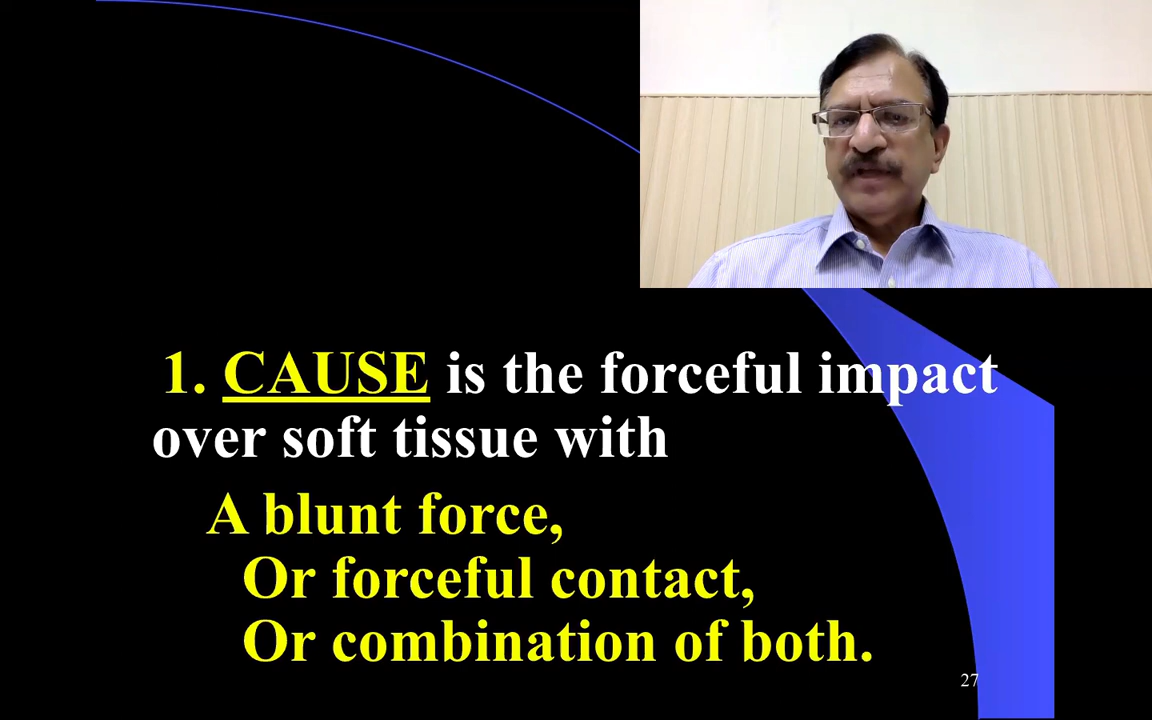 1. CAUSE is the forceful impact
over soft tissue with
A blunt force,
Or forceful contact,
Or combination of both.
27